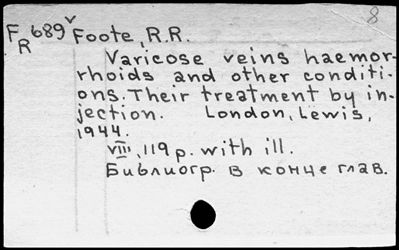 8
F 689 v Foote, R.R.
R
Varicose veins haemor-
rhoids and other conditi-
ons. Their treatment by in-
jection. London, Lewis,
1944.
VIII, 119 p. with ill.
Библиогр. в конце глав.